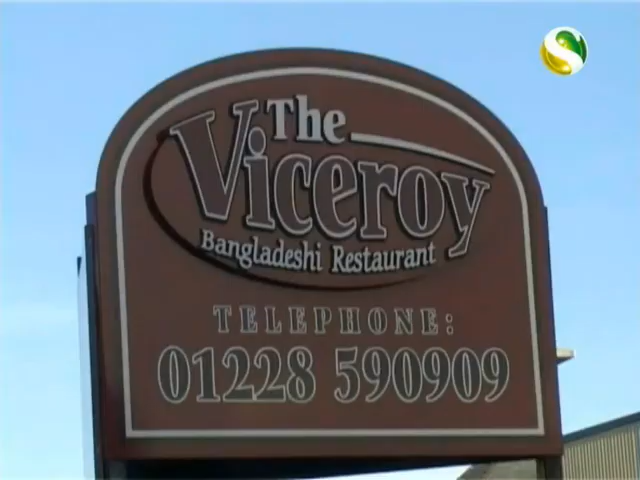 The
Viceroy
Bangladeshi Restaurant
TELEPHONE:
01228 590909
S